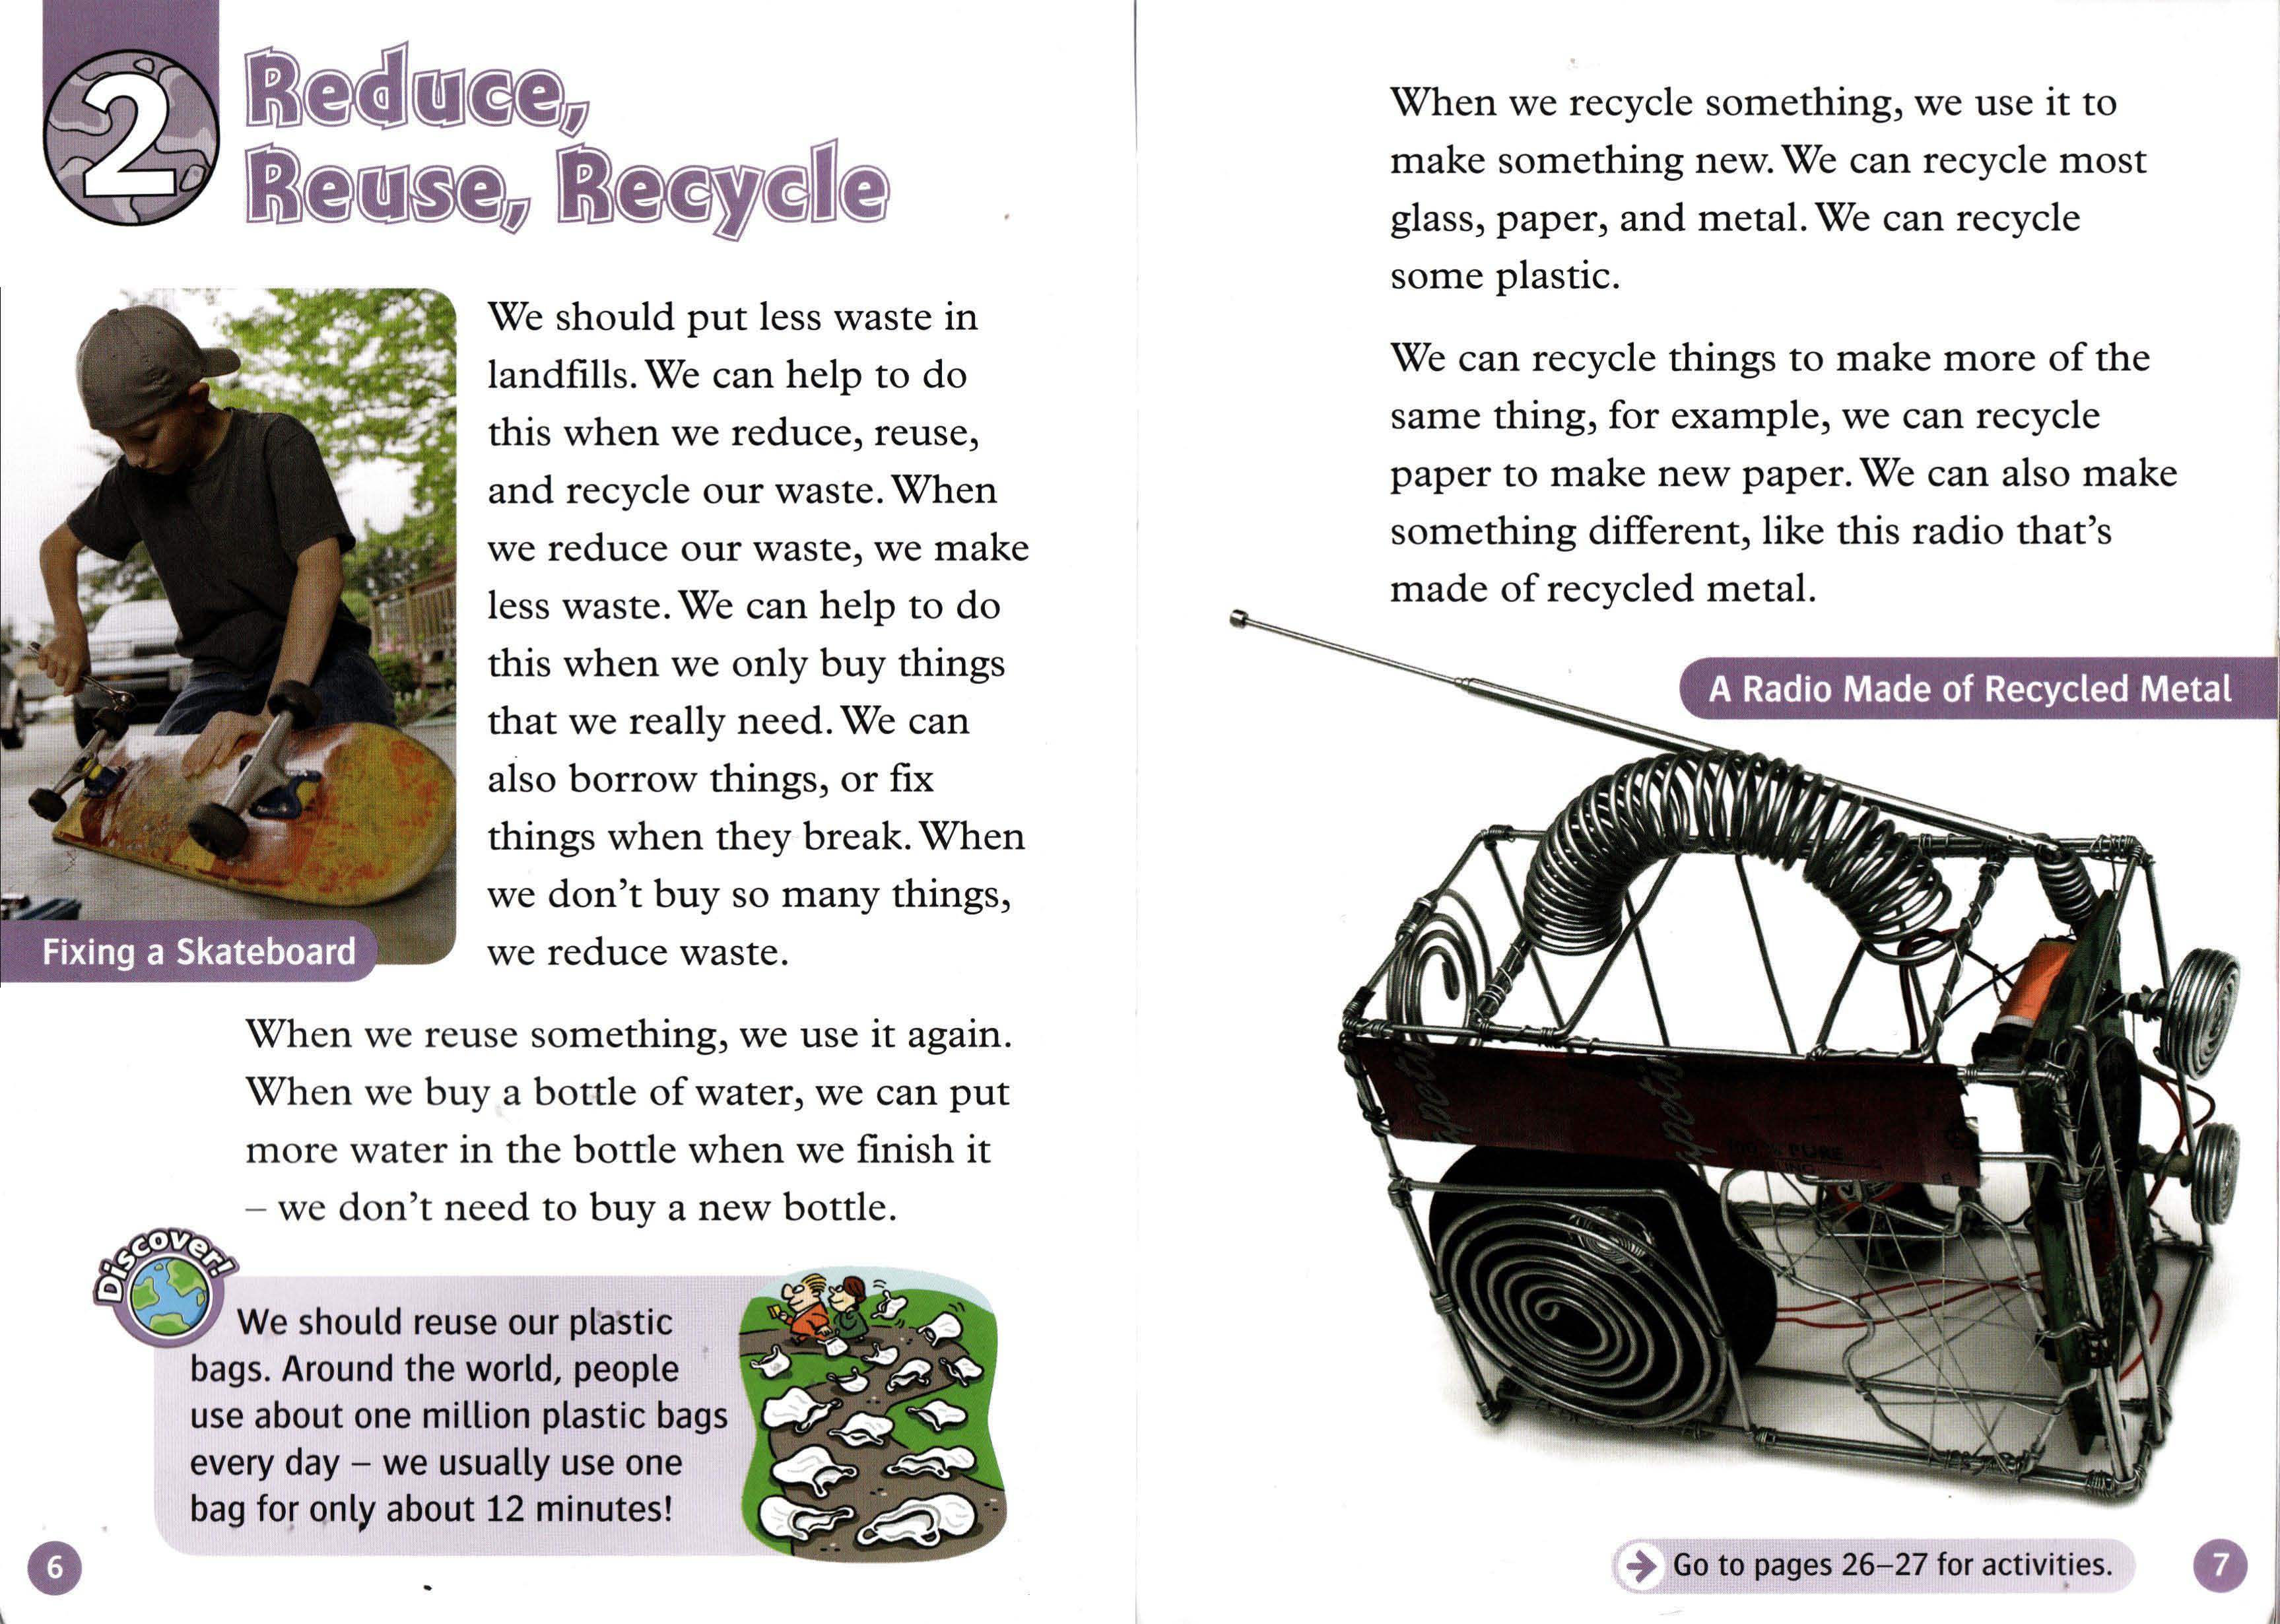 2
Reduce,
Reuse, Recycle
We should put less waste in
landfills. We can help to do
this when we reduce, reuse,
and recycle our waste. When
we reduce our waste, we make
less waste. We can help to do
this when we only buy things
that we really need. We can
also borrow things, or fix
things when they break. When
we don't buy so many things,
we reduce waste.
Fixing a Skateboard
When we reuse something, we use it again.
When we buy a bottle of water, we can put
more water in the bottle when we finish it
– we don't need to buy a new bottle.
Discover!
We should reuse our plastic
bags. Around the world, people
use about one million plastic bags
every day – we usually use one
bag for only about 12 minutes!
6
When we recycle something, we use it to
make something new. We can recycle most
glass, paper, and metal. We can recycle
some plastic.
We can recycle things to make more of the
same thing, for example, we can recycle
paper to make new paper. We can also make
something different, like this radio that's
made of recycled metal.
A Radio Made of Recycled Metal
PURE
Go to pages 26–27 for activities.
7